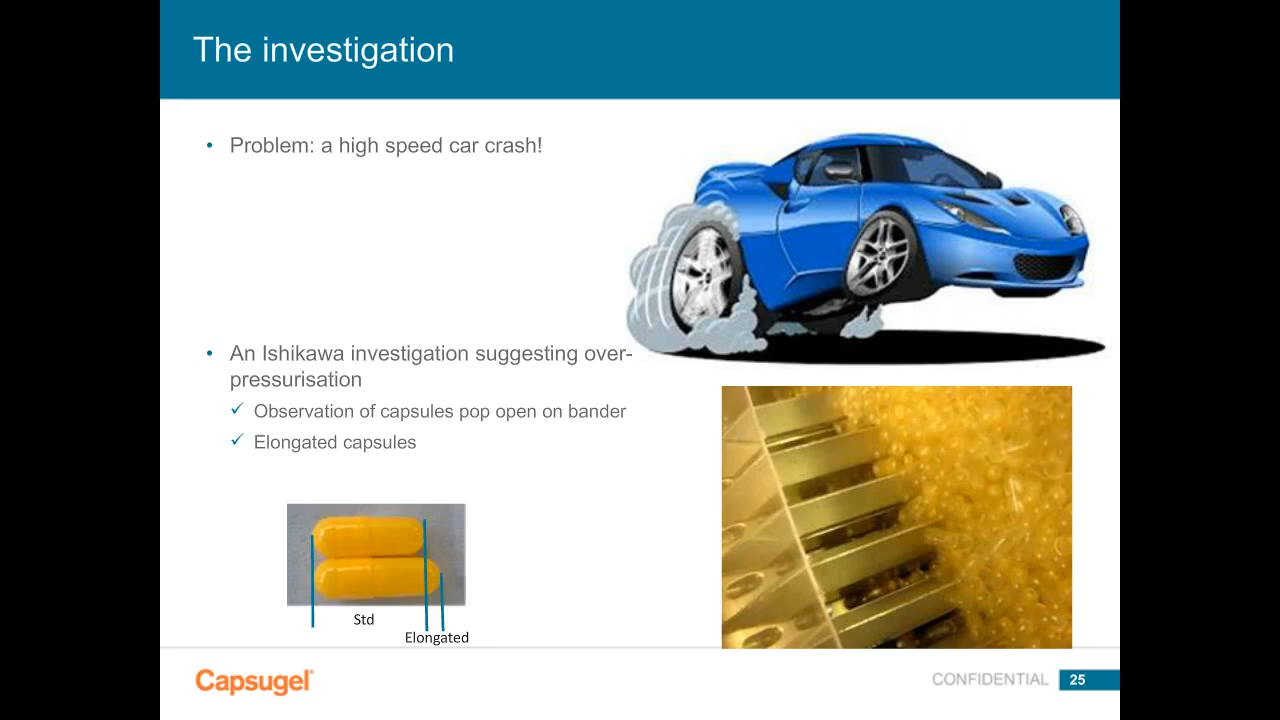 The investigation
• Problem: a high speed car crash!
• An Ishikawa investigation suggesting over-
pressurisation
✓ Observation of capsules pop open on bander
✓ Elongated capsules
Std
Elongated
Capsugel®
CONFIDENTIAL 25